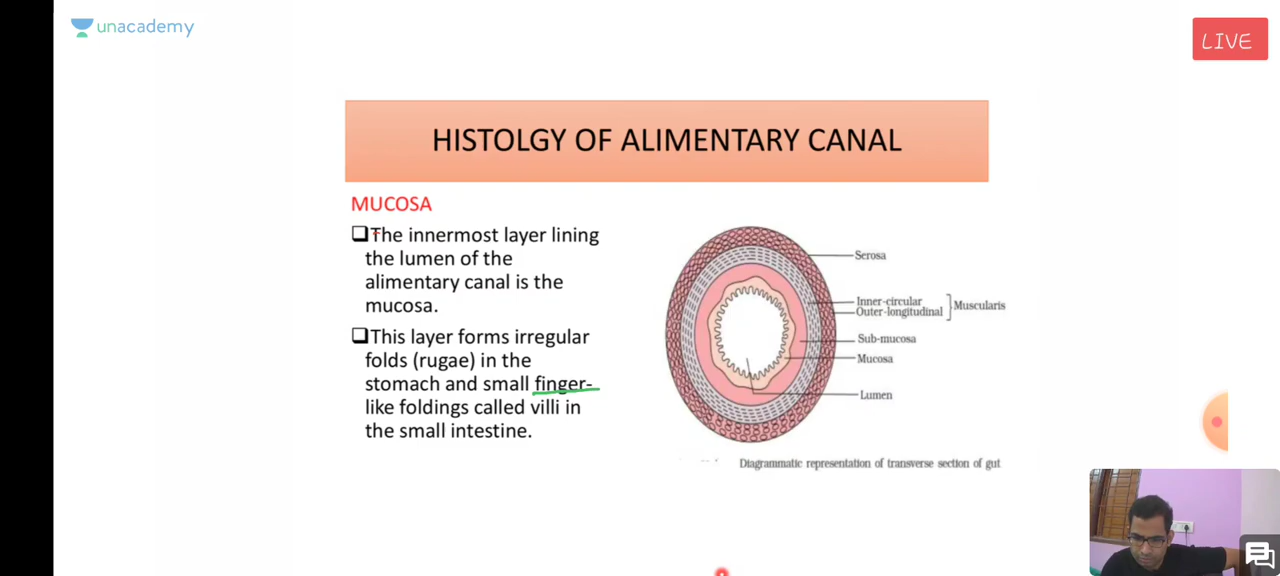 unacademy
LIVE
HISTOLGY OF ALIMENTARY CANAL
MUCOSA
The innermost layer lining
the lumen of the
alimentary canal is the
mucosa.
This layer forms irregular
folds (rugae) in the
stomach and small finger-
like foldings called villi in
the small intestine.
Serosa
Inner-circular
Outer-longitudinal
Muscularis
Sub-mucosa
Mucosa
Lumen
Diagrammatic representation of transverse section of gut